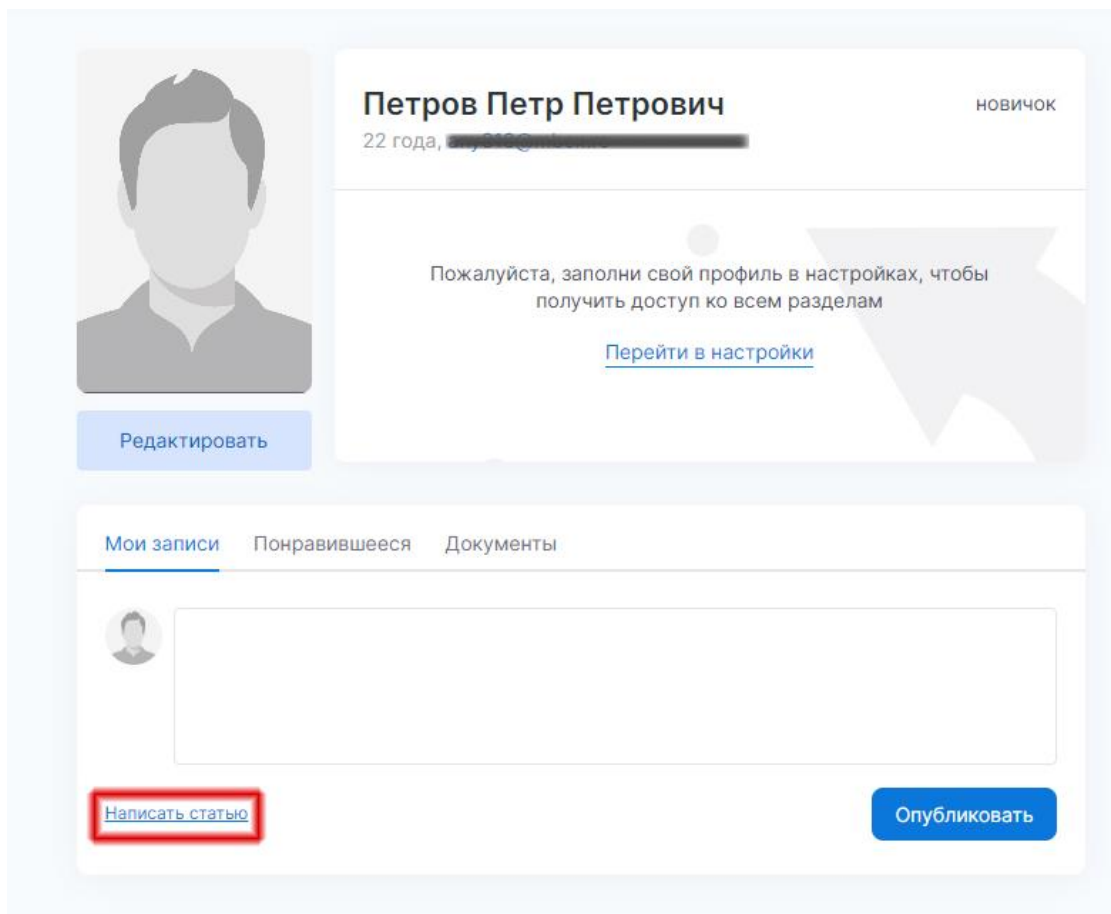 Петров Петр Петрович
новичок
22 года,
Пожалуйста, заполни свой профиль в настройках, чтобы
получить доступ ко всем разделам
Перейти в настройки
Редактировать
Мои записи Понравившееся Документы
Написать статью
Опубликовать